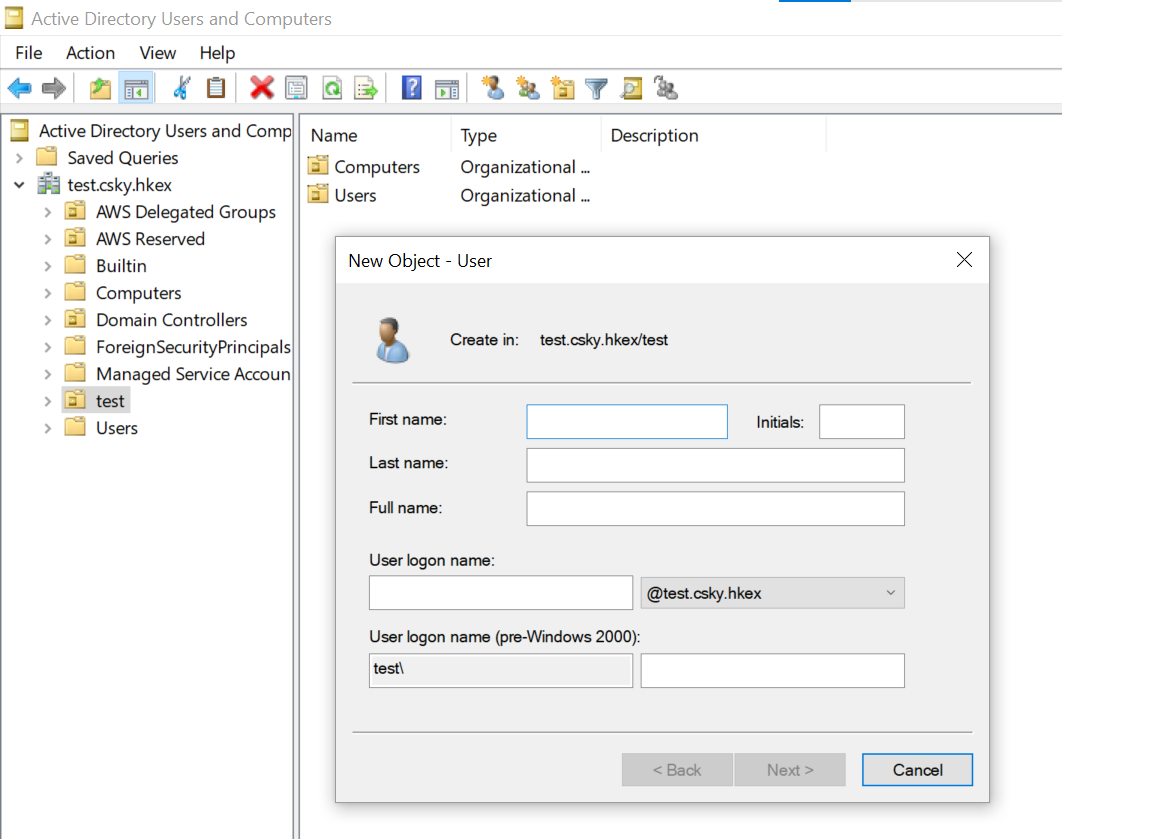 Active Directory Users and Computers
File Action View Help
Active Directory Users and Comp
Saved Queries
test.csky.hkex
AWS Delegated Groups
AWS Reserved
Builtin
Computers
Domain Controllers
ForeignSecurityPrincipals
Managed Service Accoun
test
Users
Name Type Description
Computers Organizational ...
Users Organizational ...
New Object - User
Create in: test.csky.hkex/test
First name: Initials:
Last name:
Full name:
User logon name:
@test.csky.hkex
User logon name (pre-Windows 2000):
test\
< Back Next > Cancel